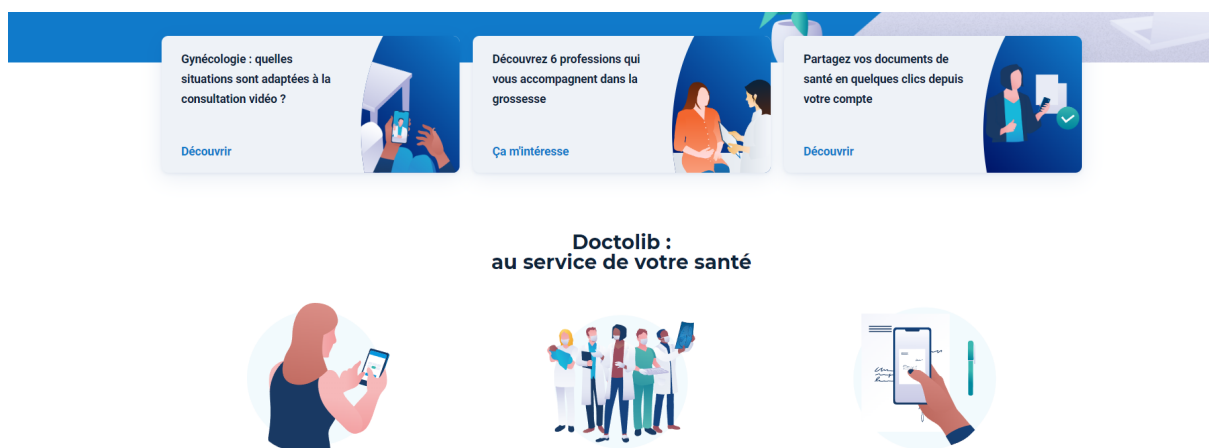 Gynécologie : quelles
situations sont adaptées à la
consultation vidéo ?
Découvrir
Découvrez 6 professions qui
vous accompagnent dans la
grossesse
Ça m'intéresse
Partagez vos documents de
santé en quelques clics depuis
votre compte
Découvrir
Doctolib :
au service de votre santé